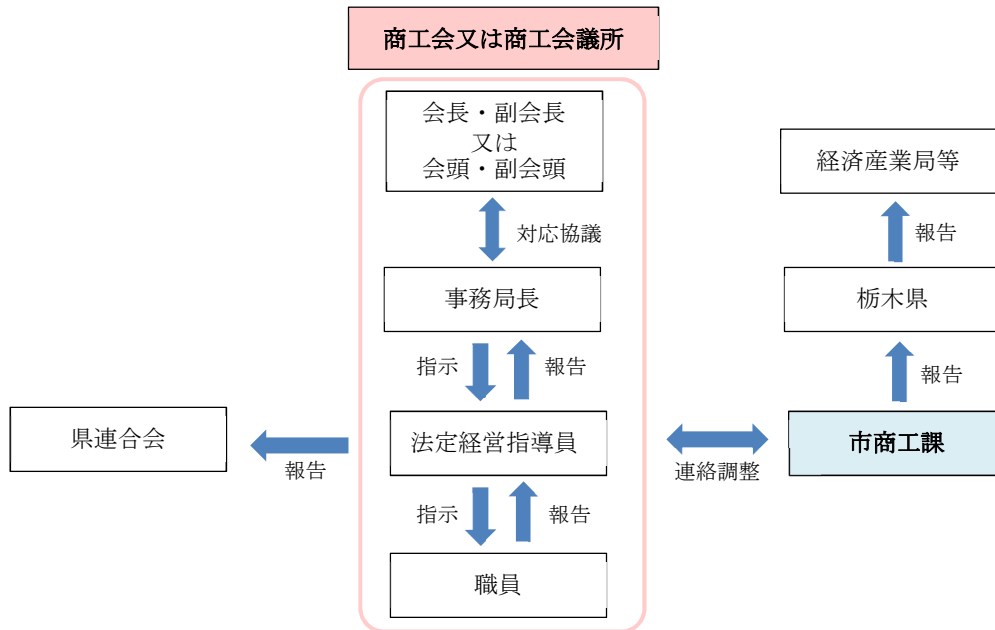 商工会又は商工会議所
会長・副会長
又は
会頭・副会頭
対応協議
事務局長
指示
報告
法定経営指導員
指示
報告
職員
県連合会
報告
連絡調整
経済産業局等
報告
栃木県
報告
市商工課